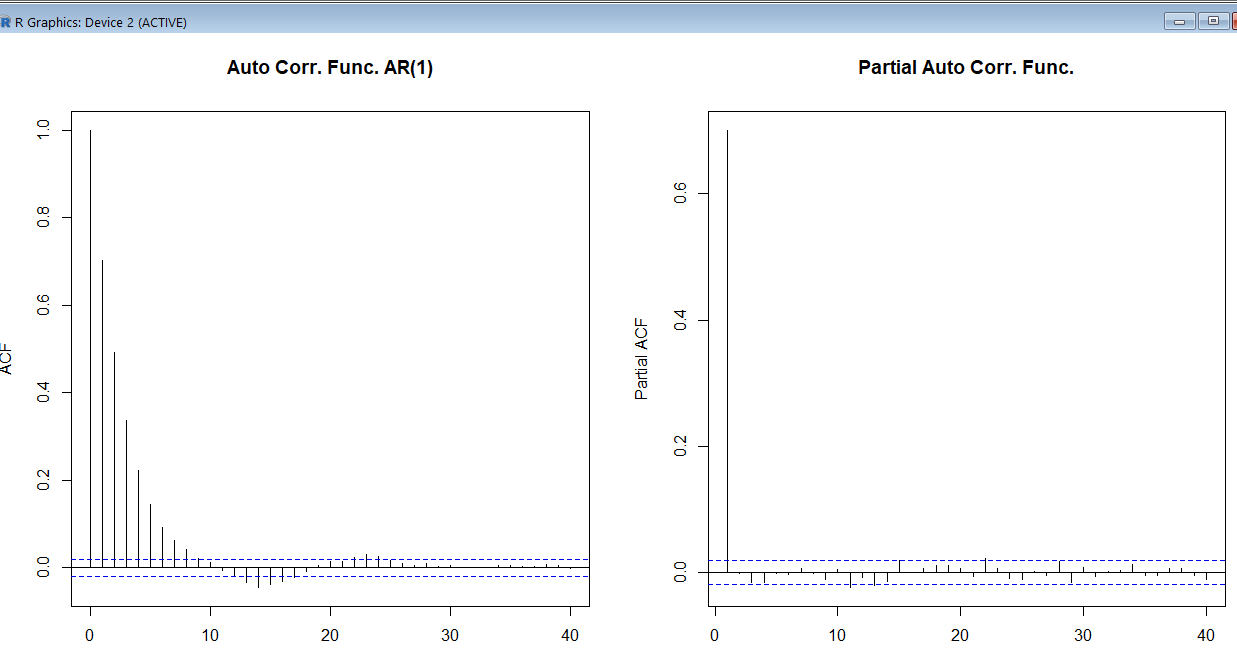 R R Graphics: Device 2 (ACTIVE)
Auto Corr. Func. AR(1)
ACF
1.0
0.8
0.6
0.4
0.2
0.0
0 10 20 30 40
Partial Auto Corr. Func.
Partial ACF
0.6
0.4
0.2
0.0
0 10 20 30 40